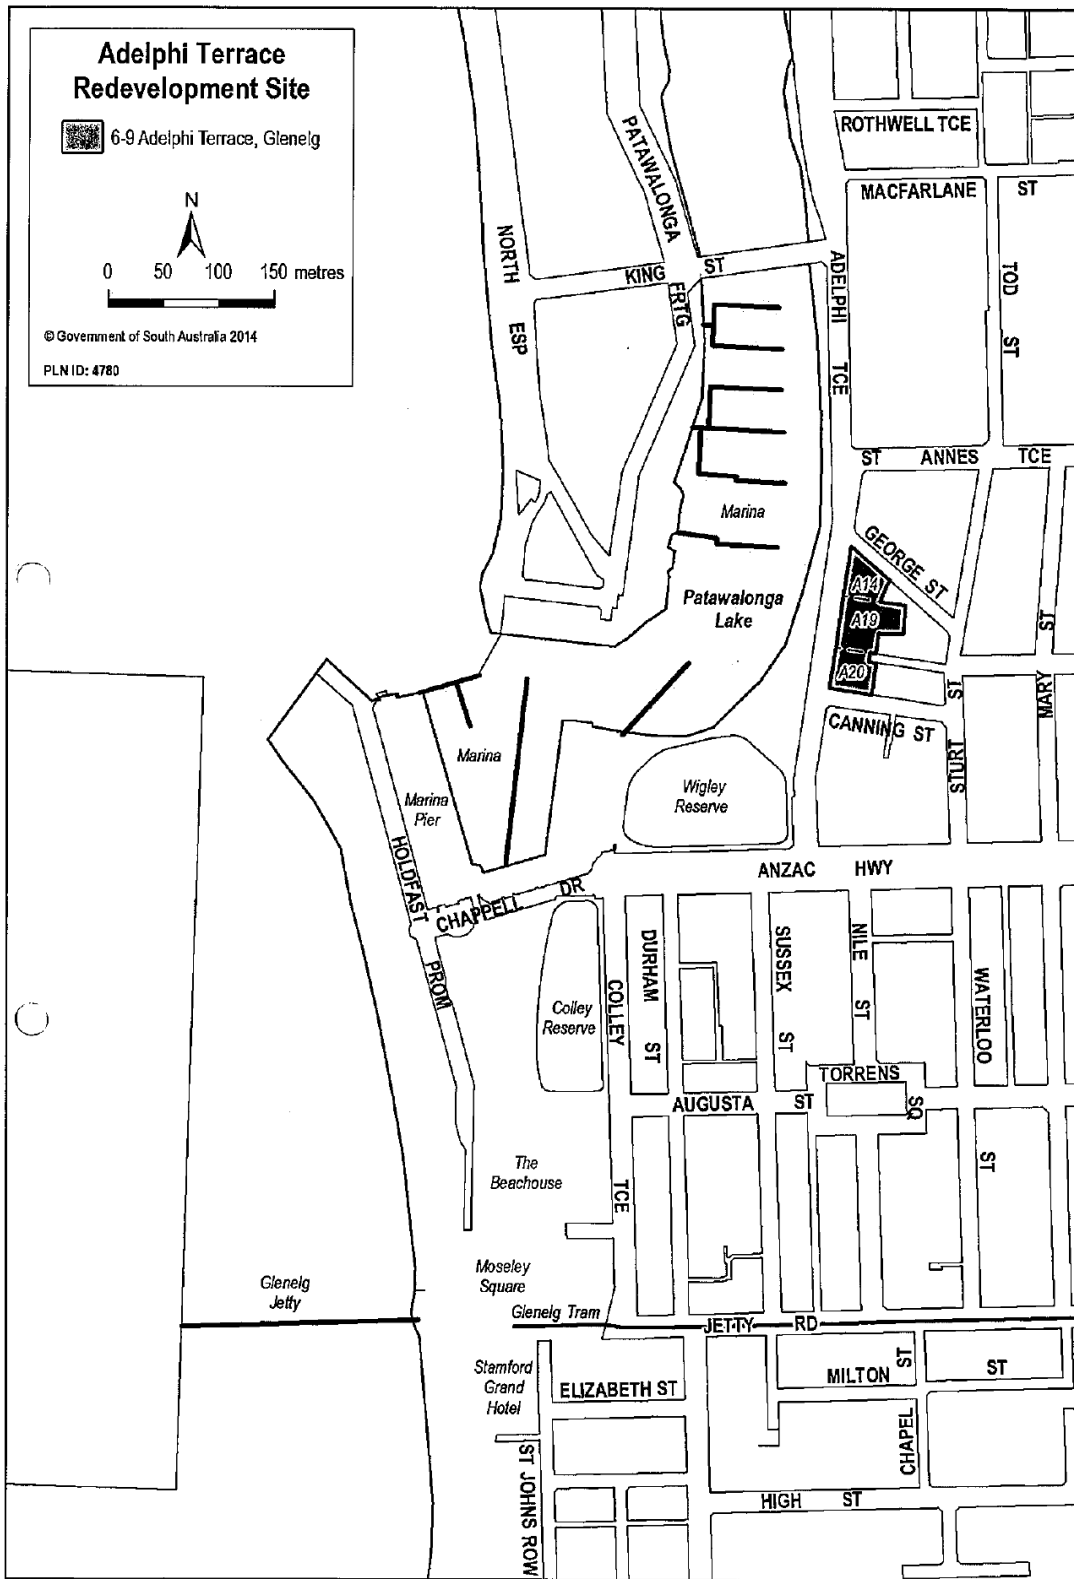 Adelphi Terrace
Redevelopment Site
6-9 Adelphi Terrace, Glenelg
N
0 50 100 150 metres
© Government of South Australia 2014
PLN ID: 4780
ROTHWELL TCE
MACFARLANE ST
PATAWALONGA
FRTG
NORTH
ESP
KING ST
ADELPHI
TCE
TOD
ST
ST ANNES TCE
Marina
GEORGE ST
A14
A19
A20
Patawalonga
Lake
ST
MARY
CANNING ST
ST
STURT
Marina
Marina
Pier
Wigley
Reserve
HOLDFAST
PROM
CHAPPELL DR
ANZAC HWY
DURHAM
ST
SUSSEX
ST
NILE
ST
WATERLOO
ST
COLLEY
TCE
Colley
Reserve
TORRENS
SQ
AUGUSTA ST
The
Beachouse
Moseley
Square
Glenelg
Jetty
Glenelg Tram
JETTY RD
Stamford
Grand
Hotel
ELIZABETH ST
MILTON ST
ST
CHAPEL
ST JOHNS ROW
HIGH ST